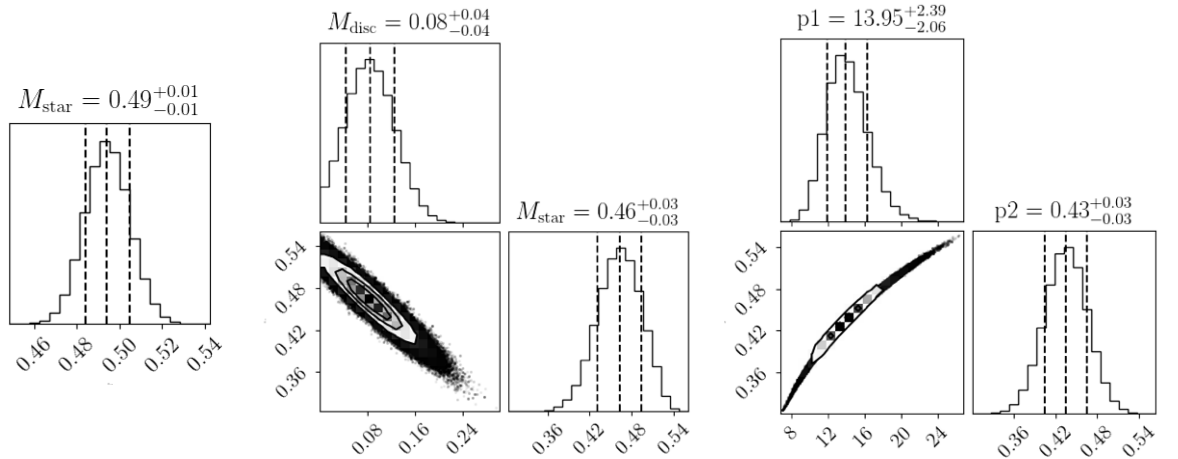 M_disc = 0.08^{+0.04}_{-0.04}
p1 = 13.95^{+2.39}_{-2.06}
M_star = 0.49^{+0.01}_{-0.01}
M_star = 0.46^{+0.03}_{-0.03}
p2 = 0.43^{+0.03}_{-0.03}
0.46 0.48 0.50 0.52 0.54
0.54
0.48
0.42
0.36
0.08 0.16 0.24
0.36 0.42 0.48 0.54
0.54
0.48
0.42
0.36
8 12 16 20 24
0.36 0.42 0.48 0.54